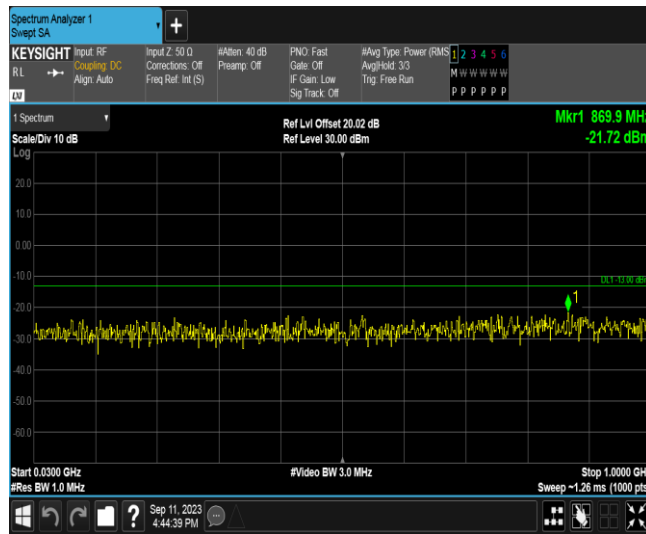 Spectrum Analyzer 1
Swept SA
+
KEYSIGHT
RL
LXI
Input: RF
Coupling: DC
Align: Auto
Input Z: 50 Ω
Corrections: Off
Freq Ref: Int (S)
#Atten: 40 dB
Preamp: Off
PNO: Fast
Gate: Off
IF Gain: Low
Sig Track: Off
#Avg Type: Power (RMS
Avg|Hold: 3/3
Trig: Free Run
1 2 3 4 5 6
M W W W W W
P P P P P P
1 Spectrum
Scale/Div 10 dB
Log
Ref Lvl Offset 20.02 dB
Ref Level 30.00 dBm
Mkr1 869.9 MHz
-21.72 dBm
20.0
10.0
0.00
-10.0
DL1 -13.00 dBm
1
-20.0
-30.0
-40.0
-50.0
-60.0
Start 0.0300 GHz
#Res BW 1.0 MHz
#Video BW 3.0 MHz
Stop 1.0000 GH
Sweep ~1.26 ms (1000 pts
?
Sep 11, 2023
4:44:39 PM